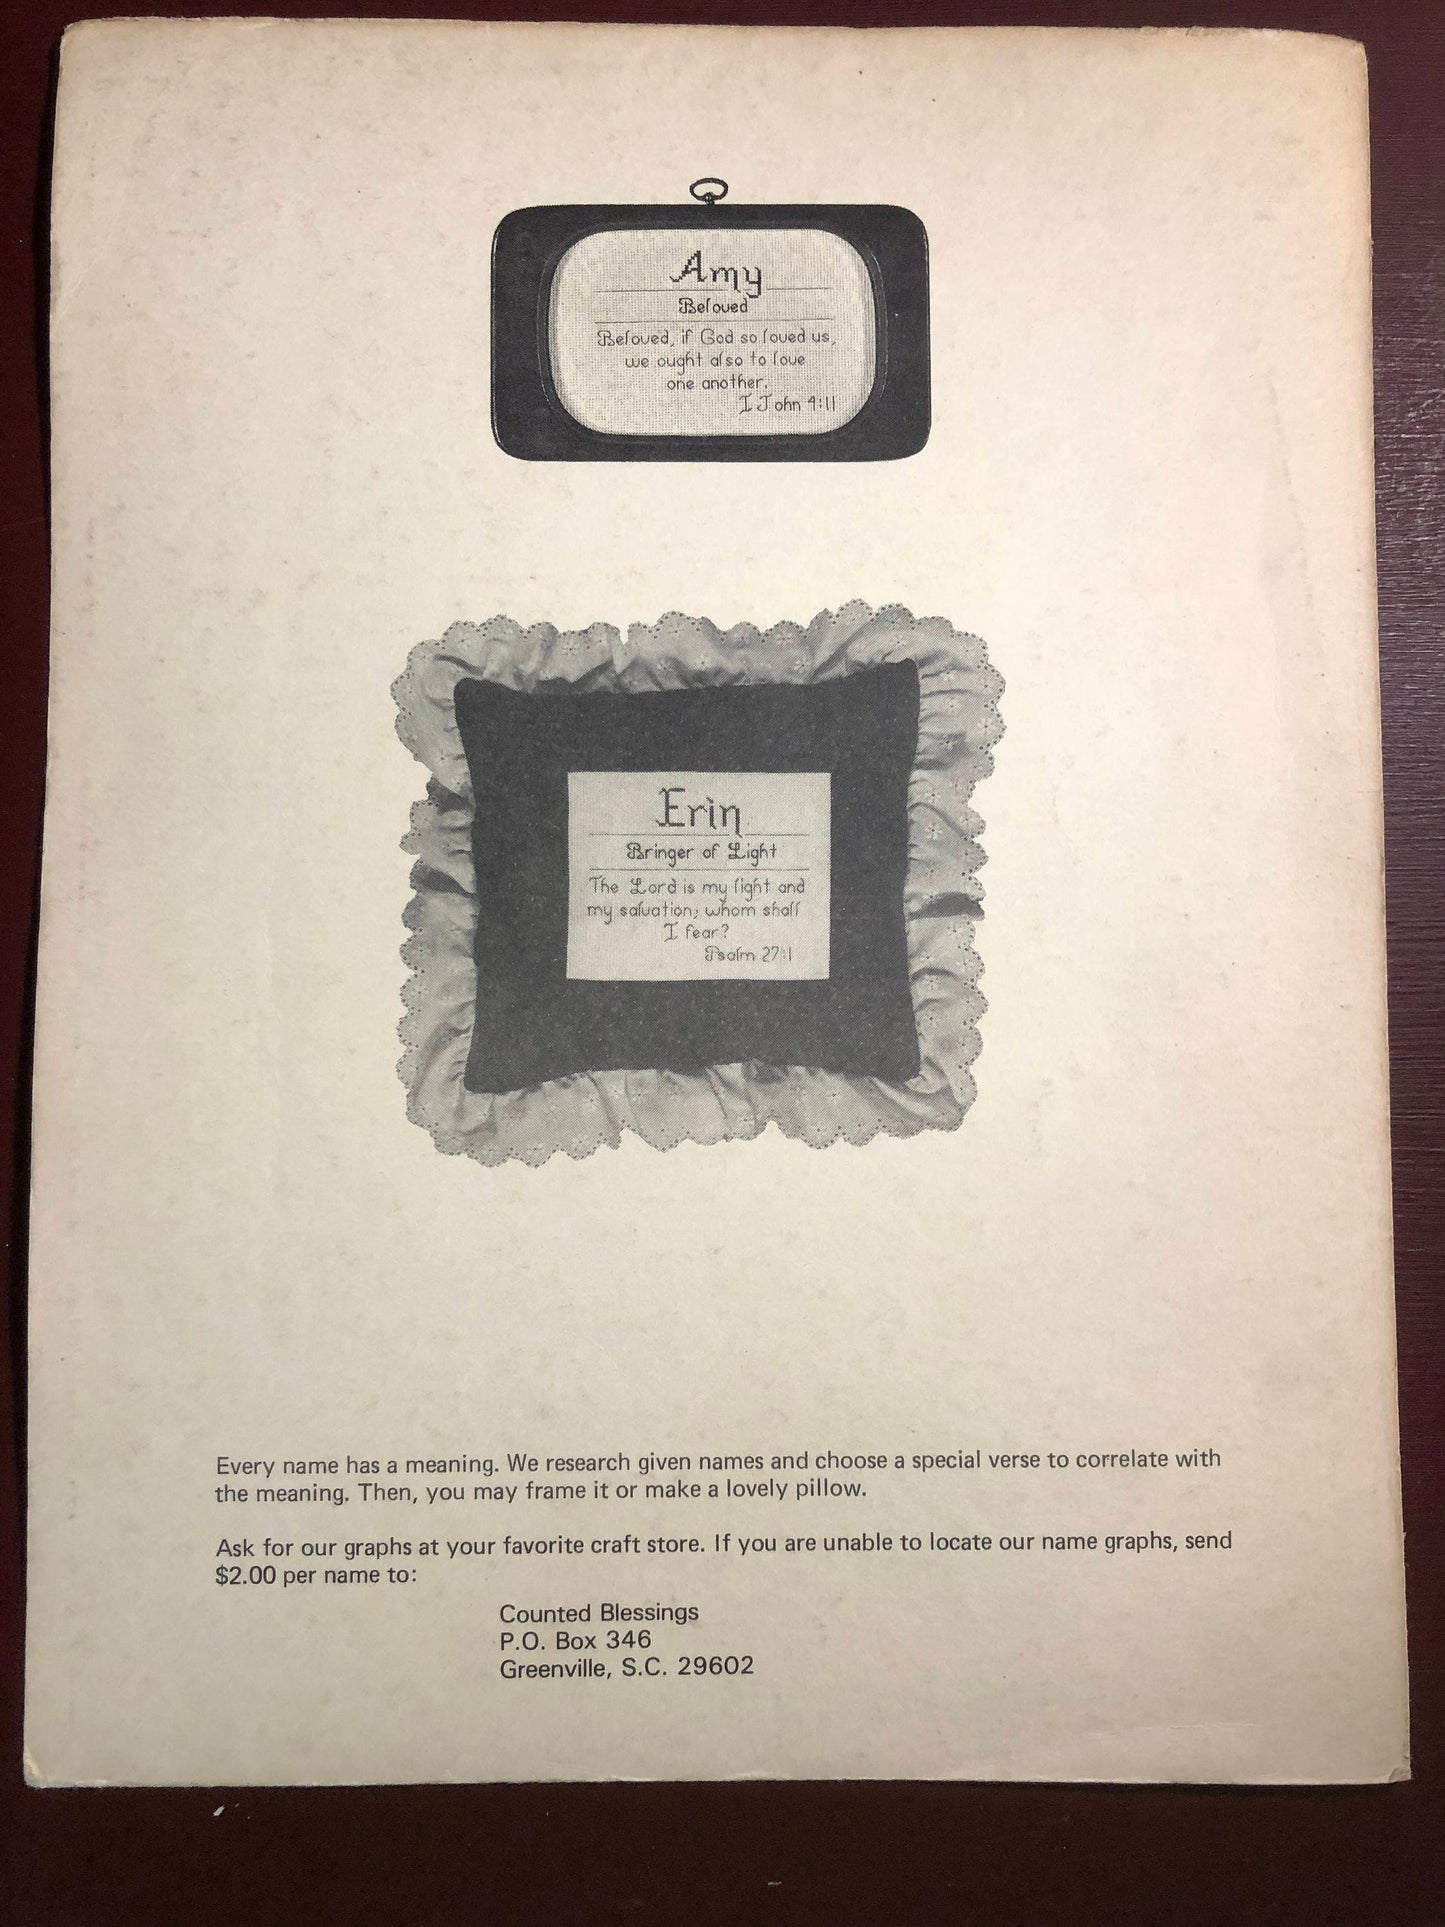 Amy
Beloved
Beloved, if God so loved us,
we ought also to love
one another.
I John 4:11
Erin
Bringer of Light
The Lord is my light and
my salvation; whom shall
I fear?
Psalm 27:1
Every name has a meaning. We research given names and choose a special verse to correlate with
the meaning. Then, you may frame it or make a lovely pillow.
Ask for our graphs at your favorite craft store. If you are unable to locate our name graphs, send
$2.00 per name to:
Counted Blessings
P.O. Box 346
Greenville, S.C. 29602